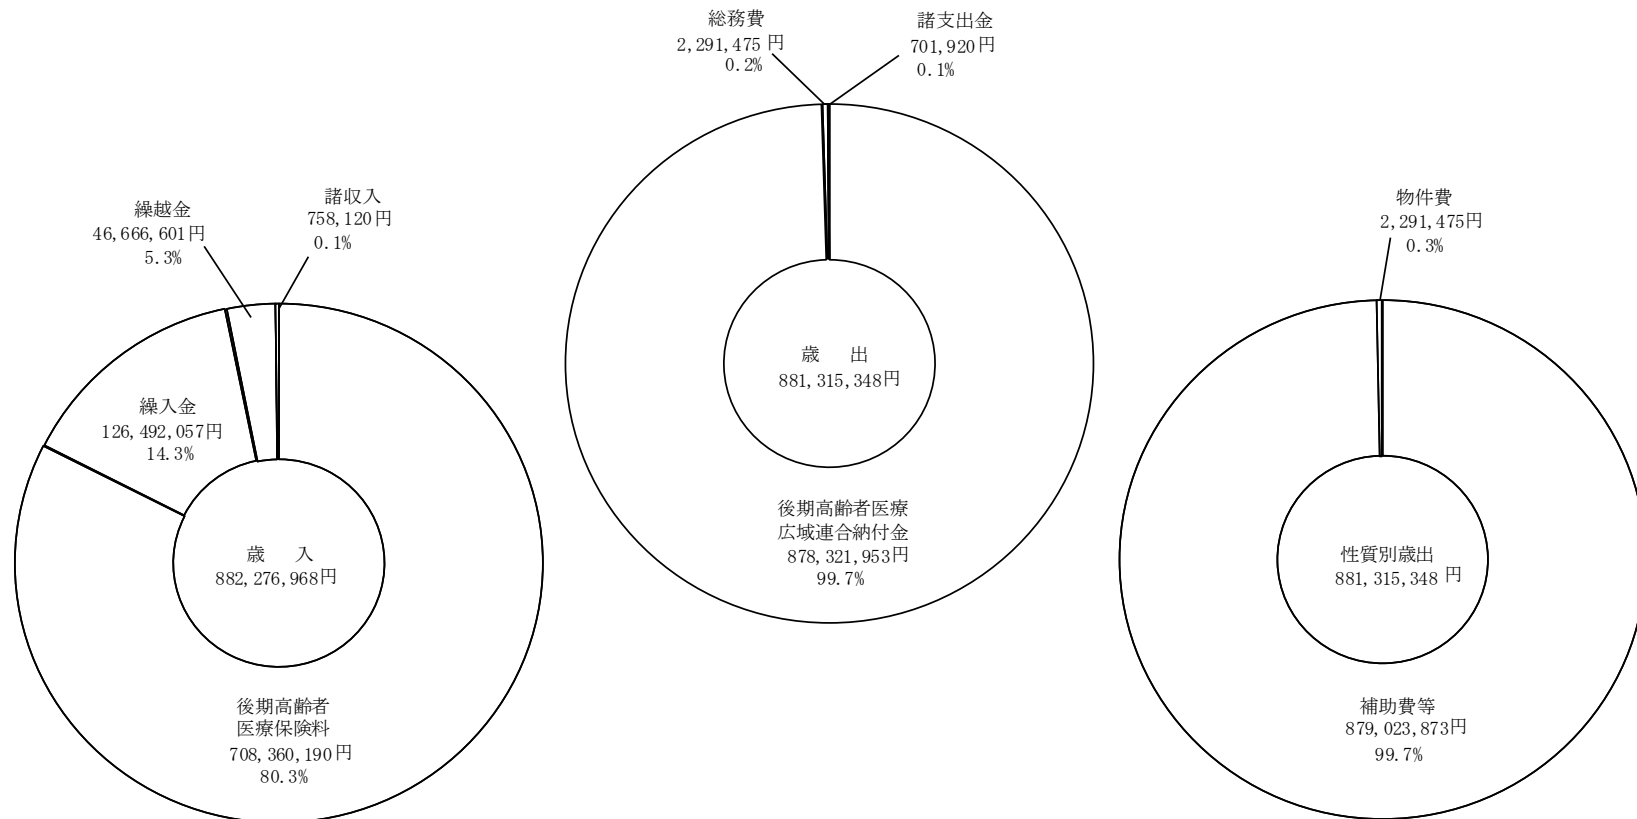 諸収入
758,120円
0.1%
繰越金
46,666,601円
5.3%
繰入金
126,492,057円
14.3%
歳 入
882,276,968円
後期高齢者
医療保険料
708,360,190円
80.3%
総務費
2,291,475 円
0.2%
諸支出金
701,920円
0.1%
歳 出
881,315,348円
後期高齢者医療
広域連合納付金
878,321,953円
99.7%
物件費
2,291,475円
0.3%
性質別歳出
881,315,348 円
補助費等
879,023,873円
99.7%